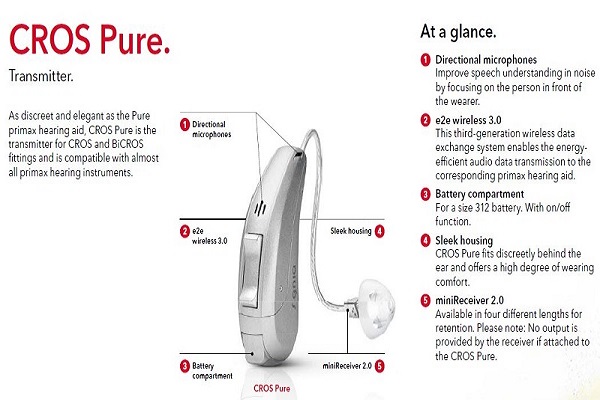 CROS Pure.
Transmitter.
As discreet and elegant as the Pure
primax hearing aid, CROS Pure is the
transmitter for CROS and BiCROS
fittings and is compatible with almost
all primax hearing instruments.
1 Directional
microphones
2 e2e
wireless 3.0
3 Battery
compartment
Sleek housing 4
miniReceiver 2.0 5
signia
CROS Pure
At a glance.
1 Directional microphones
Improve speech understanding in noise
by focusing on the person in front of
the wearer.
2 e2e wireless 3.0
This third-generation wireless data
exchange system enables the energy-
efficient audio data transmission to the
corresponding primax hearing aid.
3 Battery compartment
For a size 312 battery. With on/off
function.
4 Sleek housing
CROS Pure fits discreetly behind the
ear and offers a high degree of wearing
comfort.
5 miniReceiver 2.0
Available in four different lengths for
retention. Please note: No output is
provided by the receiver if attached to
the CROS Pure.